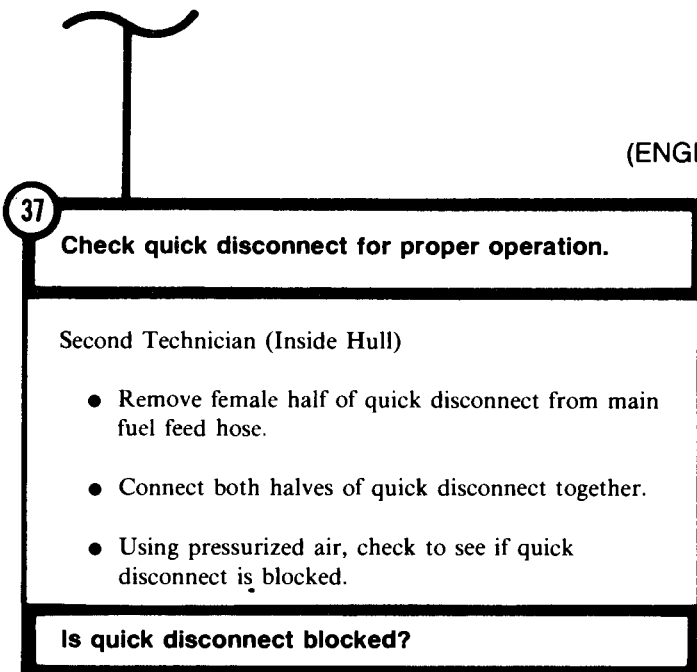 (ENGI
37
Check quick disconnect for proper operation.
Second Technician (Inside Hull)
● Remove female half of quick disconnect from main
fuel feed hose.
● Connect both halves of quick disconnect together.
● Using pressurized air, check to see if quick
disconnect is blocked.
Is quick disconnect blocked?